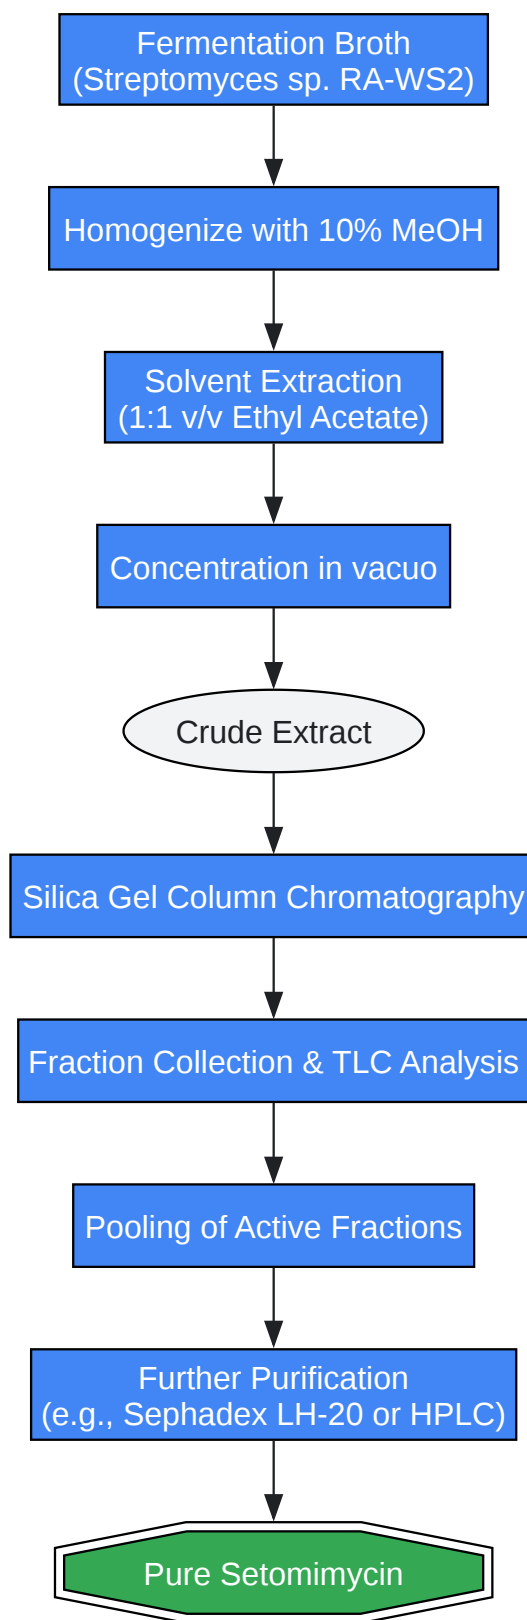 Fermentation Broth
(Streptomyces sp. RA-WS2)
Homogenize with 10% MeOH
Solvent Extraction
(1:1 v/v Ethyl Acetate)
Concentration in vacuo
Crude Extract
Silica Gel Column Chromatography
Fraction Collection & TLC Analysis
Pooling of Active Fractions
Further Purification
(e.g., Sephadex LH-20 or HPLC)
Pure Setomimycin